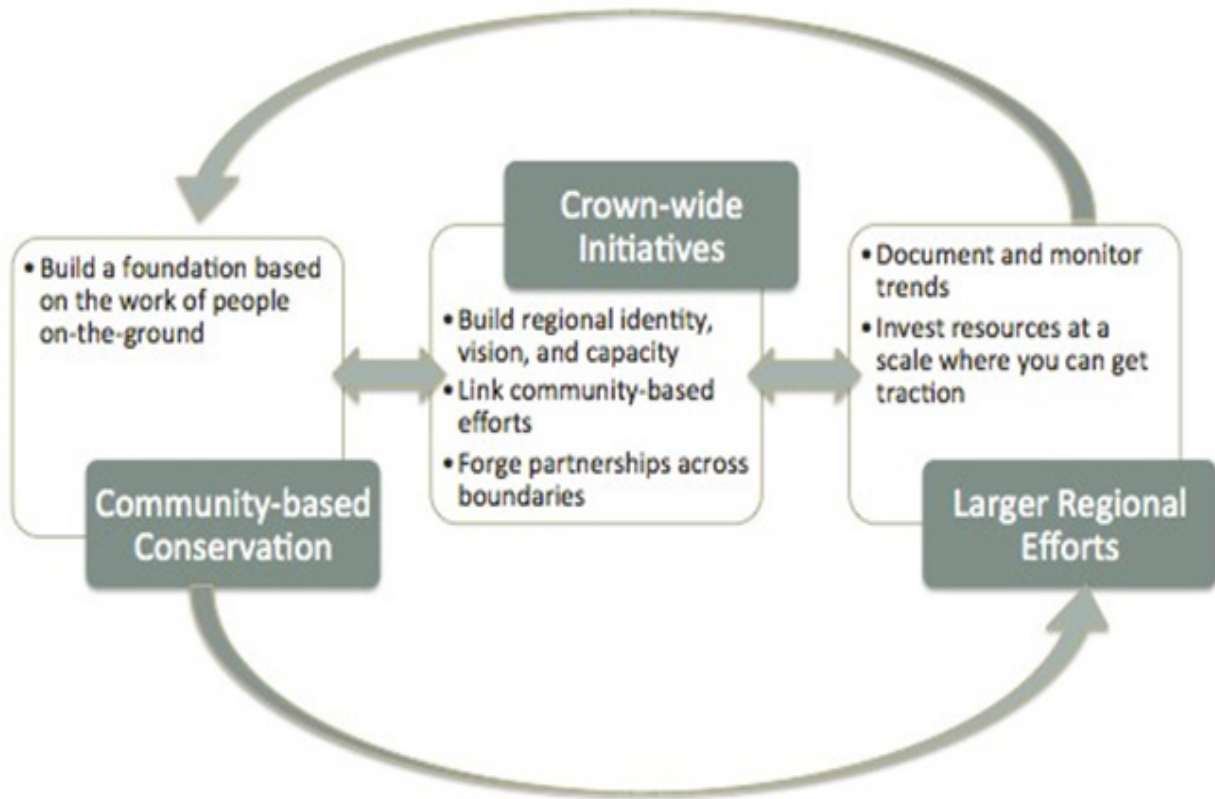 • Build a foundation based
on the work of people
on-the-ground
Community-based
Conservation
Crown-wide
Initiatives
• Build regional identity,
vision, and capacity
• Link community-based
efforts
• Forge partnerships across
boundaries
• Document and monitor
trends
• Invest resources at a
scale where you can get
traction
Larger Regional
Efforts